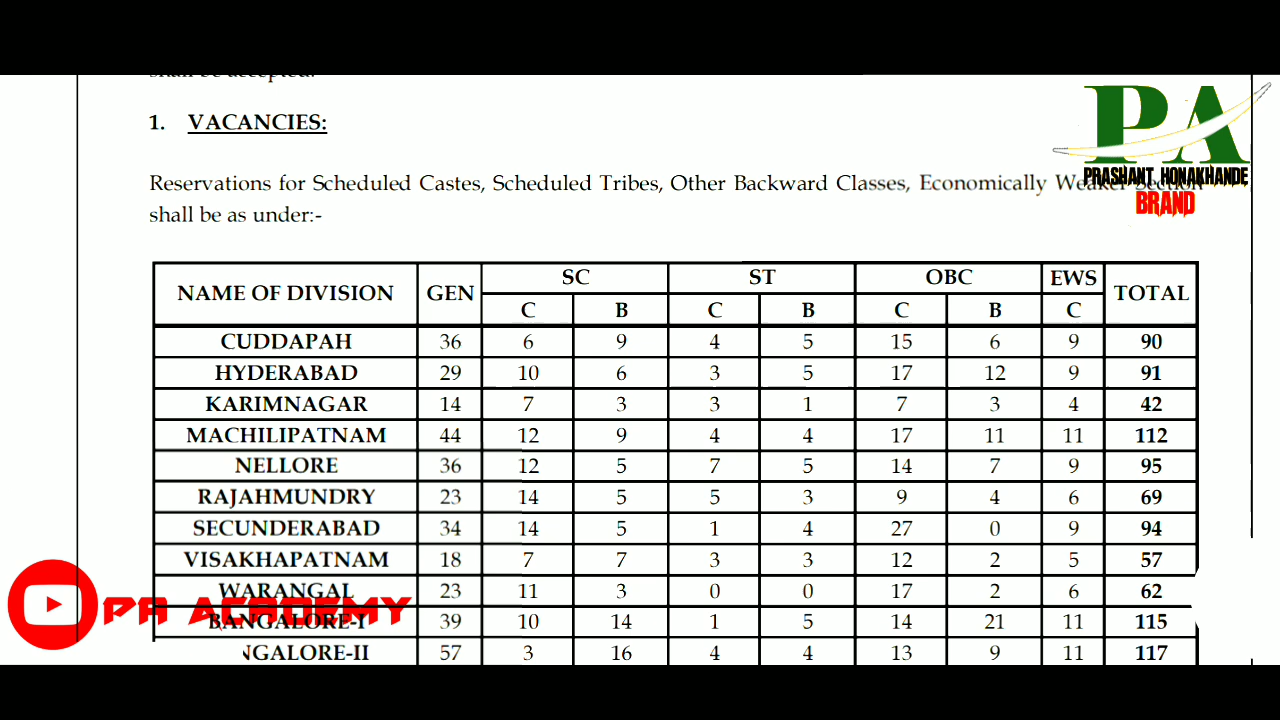 shall be accepted.
1. VACANCIES:
Reservations for Scheduled Castes, Scheduled Tribes, Other Backward Classes, Economically Weaker Section
shall be as under:-
PA
PRASHANT HONAKHANDE
BRAND
NAME OF DIVISION GEN SC ST OBC EWS TOTAL
C B C B C B C
CUDDAPAH 36 6 9 4 5 15 6 9 90
HYDERABAD 29 10 6 3 5 17 12 9 91
KARIMNAGAR 14 7 3 3 1 7 3 4 42
MACHILIPATNAM 44 12 9 4 4 17 11 11 112
NELLORE 36 12 5 7 5 14 7 9 95
RAJAHMUNDRY 23 14 5 5 3 9 4 6 69
SECUNDERABAD 34 14 5 1 4 27 0 9 94
VISAKHAPATNAM 18 7 7 3 3 12 2 5 57
WARANGAL 23 11 3 0 0 17 2 6 62
PA ACADEMY
BANGALORE-I 39 10 14 1 5 14 21 11 115
NGALORE-II 57 3 16 4 4 13 9 11 117